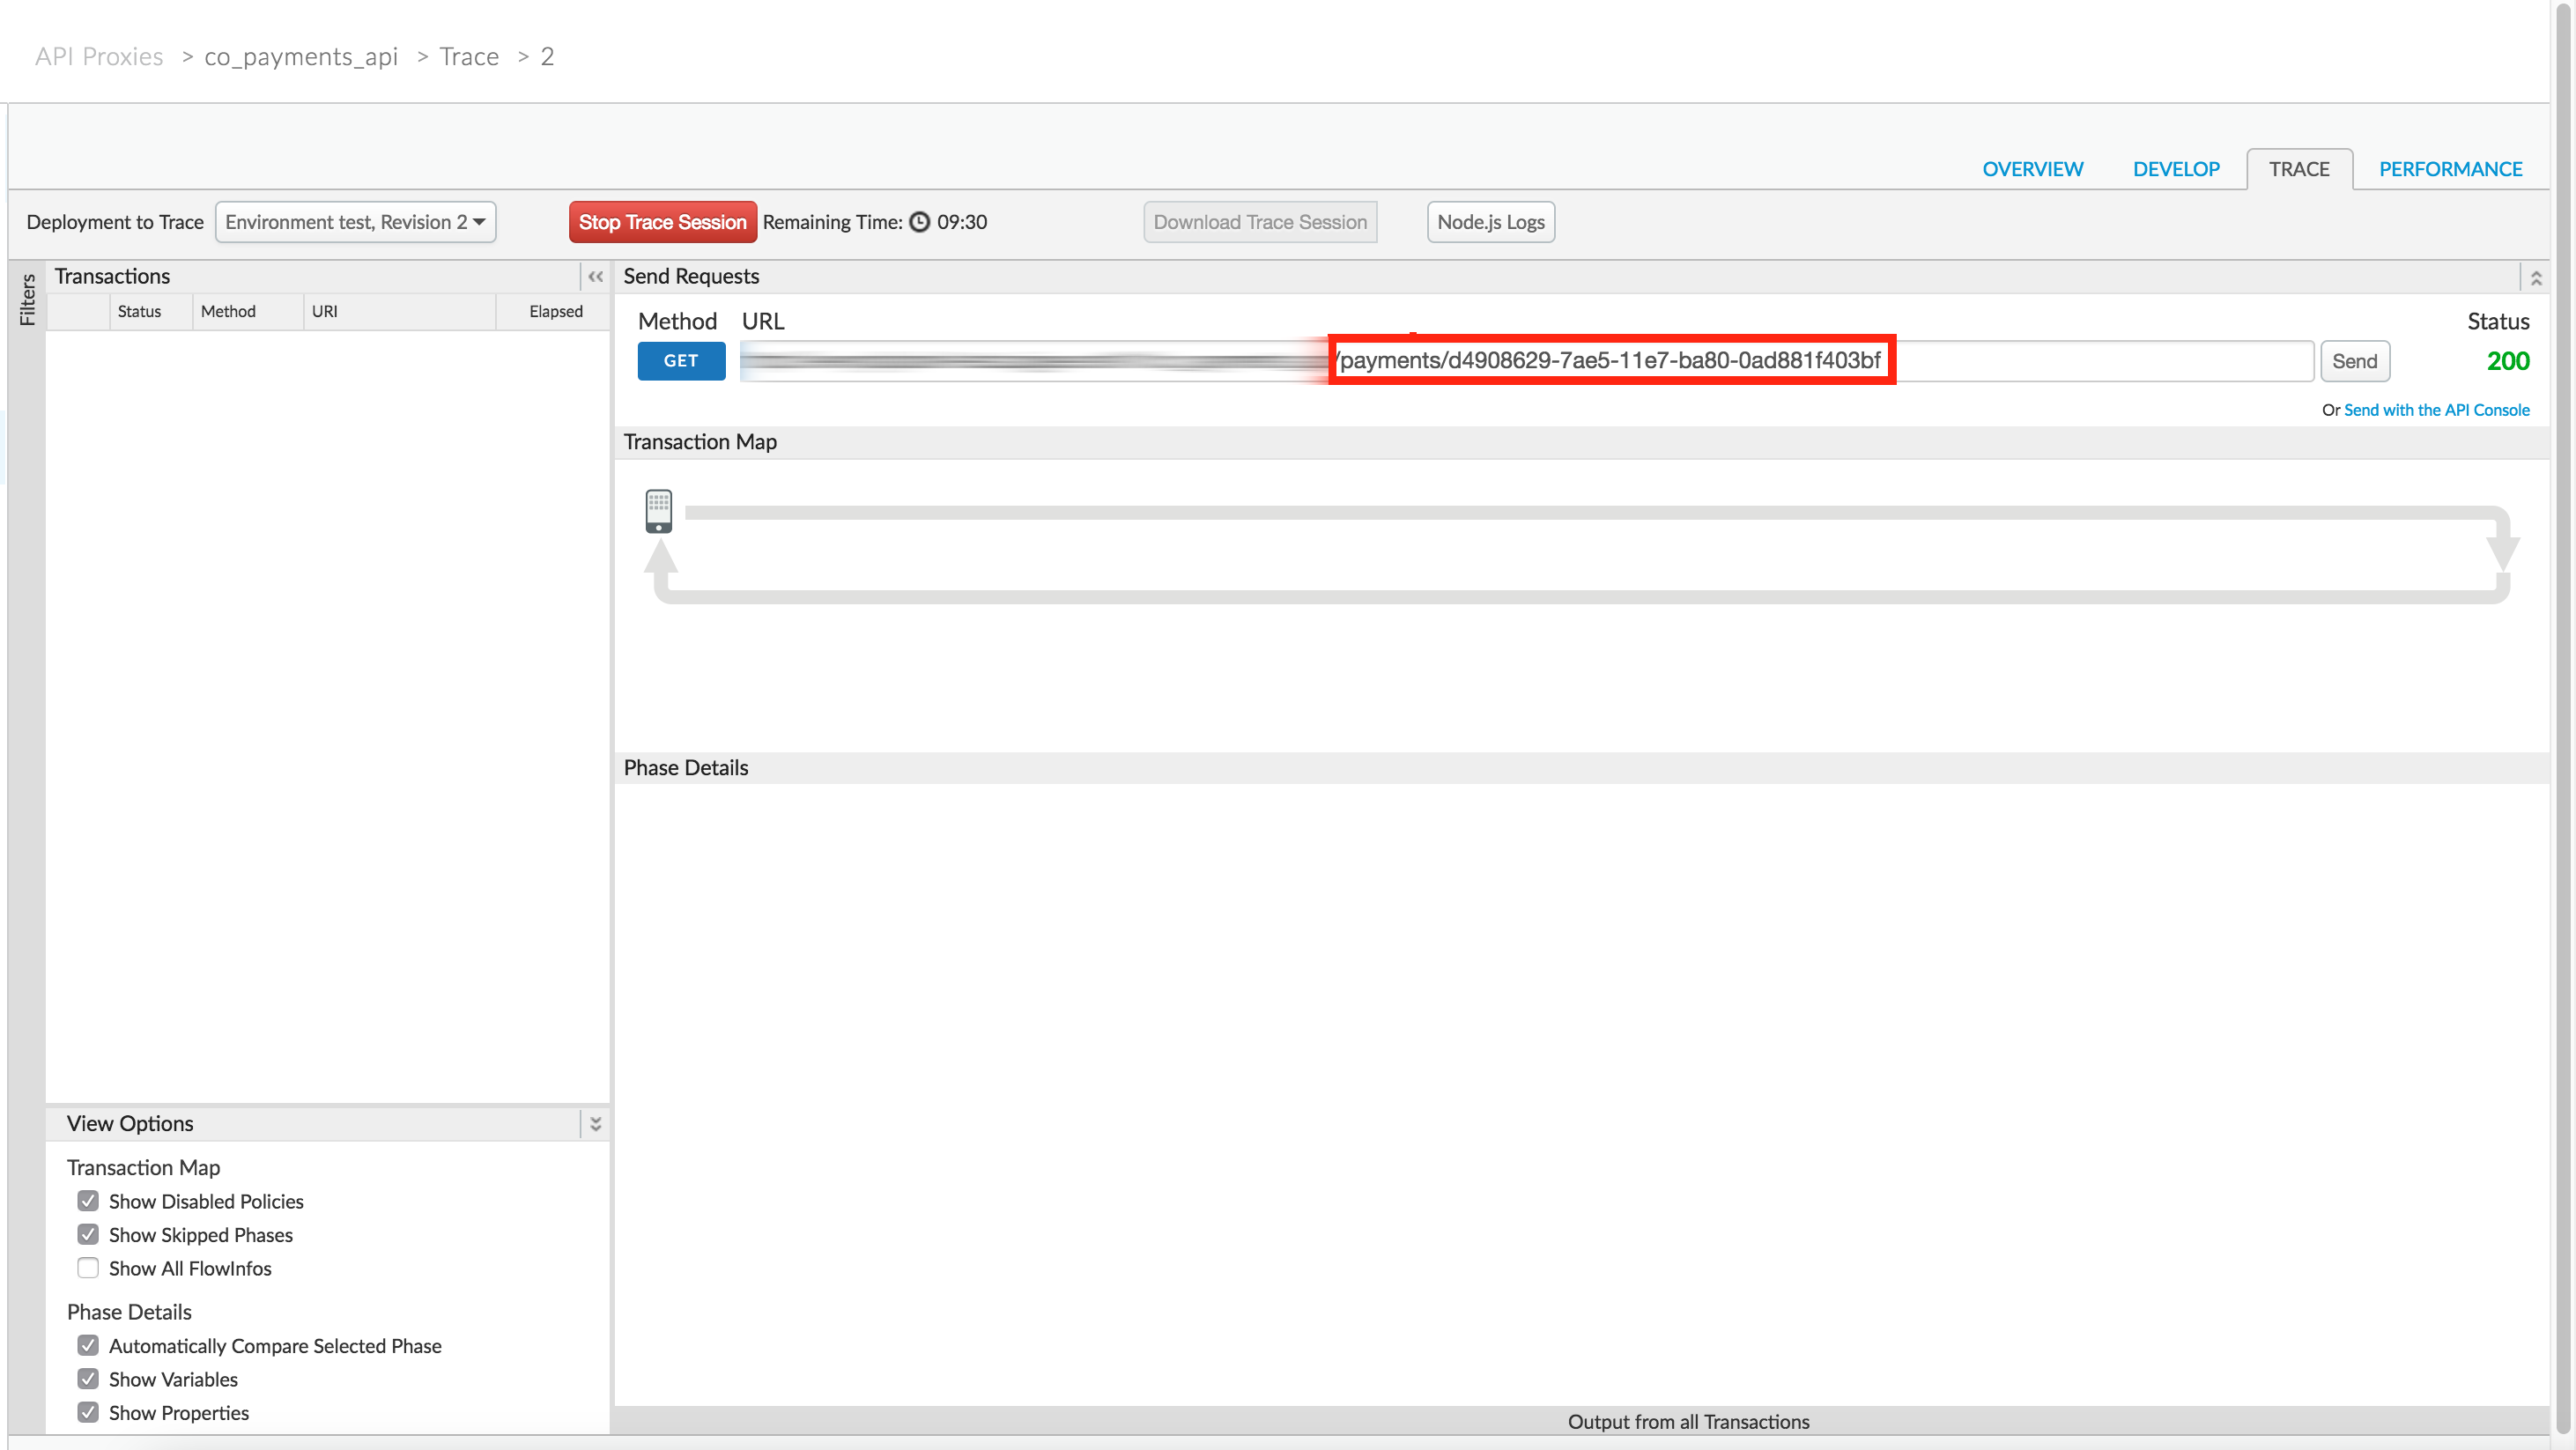 API Proxies > co_payments_api > Trace > 2
OVERVIEW DEVELOP TRACE PERFORMANCE
Deployment to Trace Environment test, Revision 2 Stop Trace Session Remaining Time: 09:30 Download Trace Session Node.js Logs
Filters
Transactions
Status Method URI Elapsed
Send Requests
Method URL Status
GET /payments/d4908629-7ae5-11e7-ba80-0ad881f403bf Send 200
Or Send with the API Console
Transaction Map
Phase Details
View Options
Transaction Map
Show Disabled Policies
Show Skipped Phases
Show All FlowInfos
Phase Details
Automatically Compare Selected Phase
Show Variables
Show Properties
Output from all Transactions